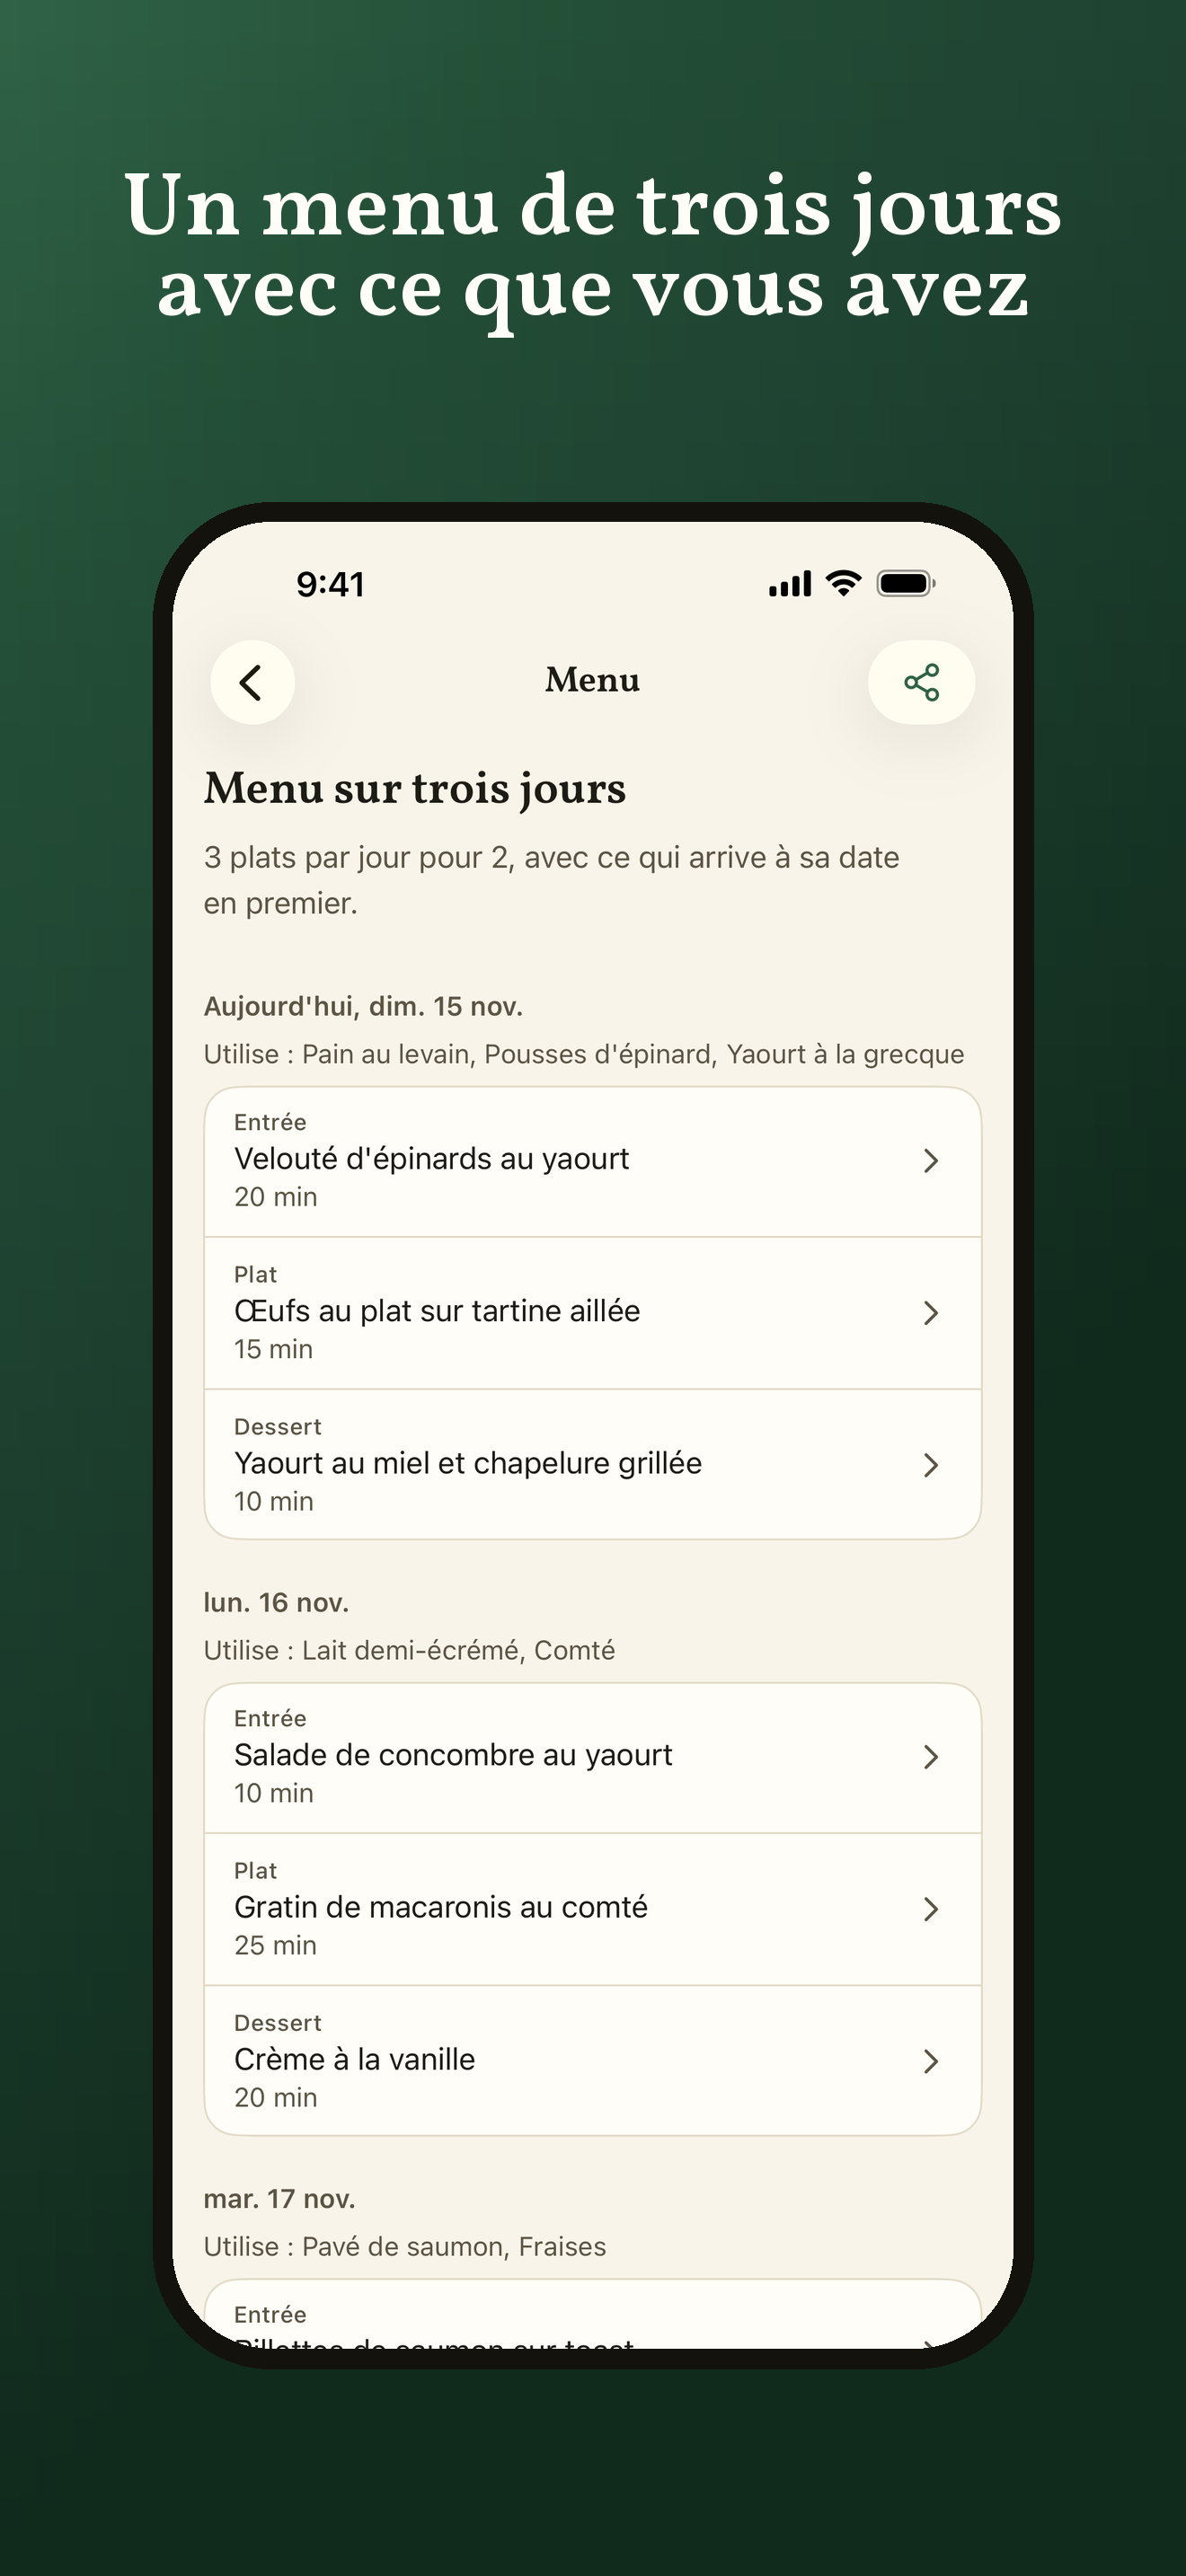 Un menu de trois jours
avec ce que vous avez
9:41
Menu
Menu sur trois jours
3 plats par jour pour 2, avec ce qui arrive à sa date
en premier.
Aujourd'hui, dim. 15 nov.
Utilise : Pain au levain, Pousses d'épinard, Yaourt à la grecque
Entrée
Velouté d'épinards au yaourt
20 min
Plat
Œufs au plat sur tartine aillée
15 min
Dessert
Yaourt au miel et chapelure grillée
10 min
lun. 16 nov.
Utilise : Lait demi-écrémé, Comté
Entrée
Salade de concombre au yaourt
10 min
Plat
Gratin de macaronis au comté
25 min
Dessert
Crème à la vanille
20 min
mar. 17 nov.
Utilise : Pavé de saumon, Fraises
Entrée
Rillettes de saumon sur toast